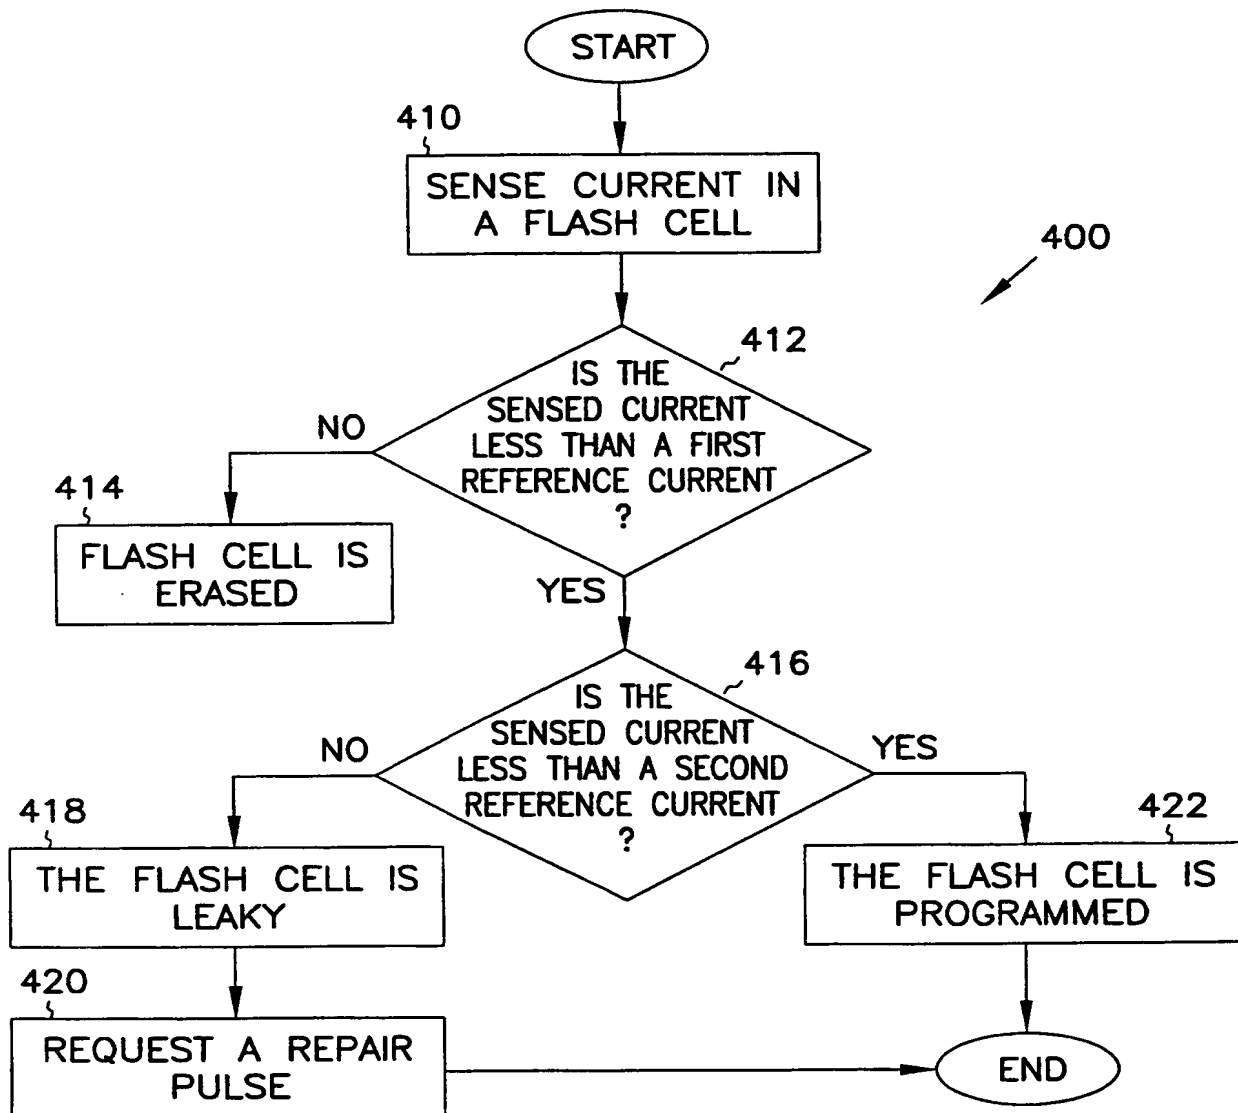 START
410
SENSE CURRENT IN
A FLASH CELL
400
412
IS THE
SENSED CURRENT
LESS THAN A FIRST
REFERENCE CURRENT
?
NO
414
FLASH CELL IS
ERASED
YES
416
IS THE
SENSED CURRENT
LESS THAN A SECOND
REFERENCE CURRENT
?
NO
YES
418
THE FLASH CELL IS
LEAKY
422
THE FLASH CELL IS
PROGRAMMED
420
REQUEST A REPAIR
PULSE
END